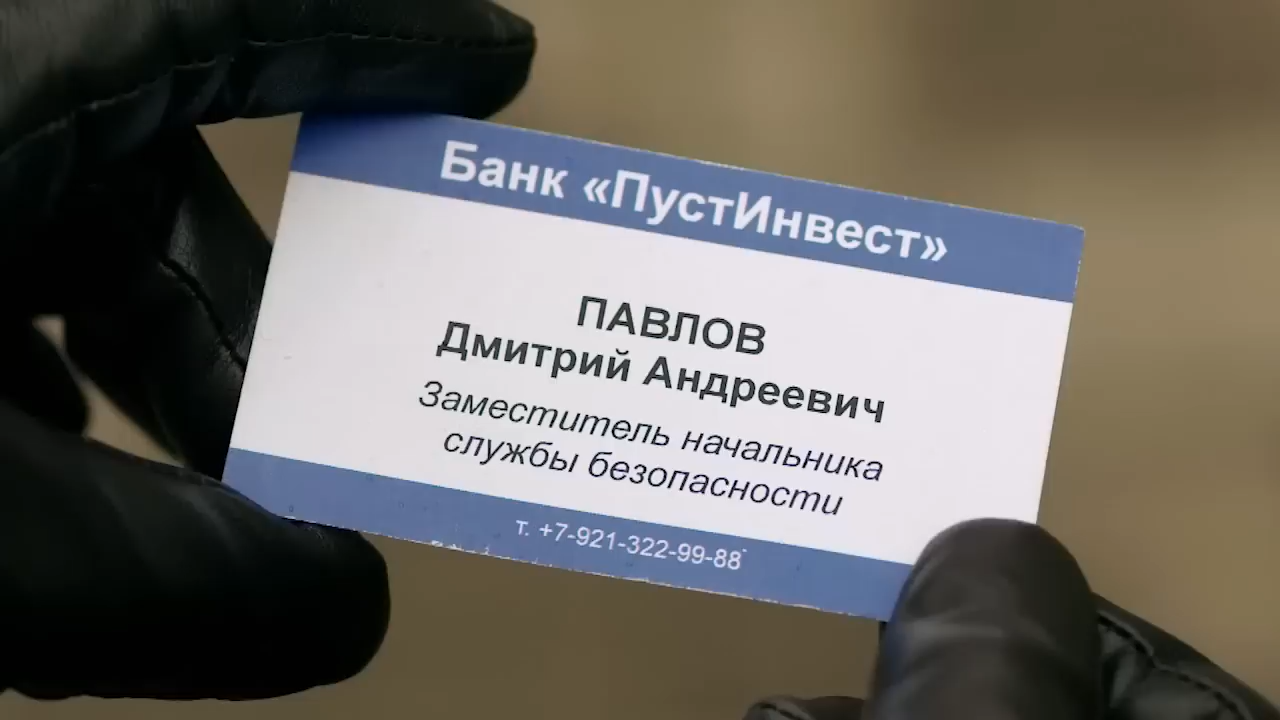 Банк «ПустИнвест»
ПАВЛОВ
Дмитрий Андреевич
Заместитель начальника
службы безопасности
т. +7-921-322-99-88